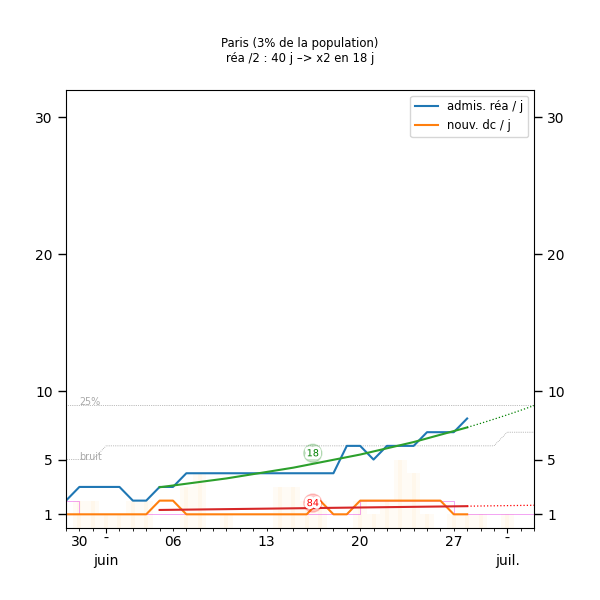 Paris (3% de la population)
réa /2 : 40 j –> x2 en 18 j
admis. réa / j
nouv. dc / j
30
30
20
20
10
10
25%
bruit
5
5
18
84
1
1
30 - 06 13 20 27 -
juin juil.